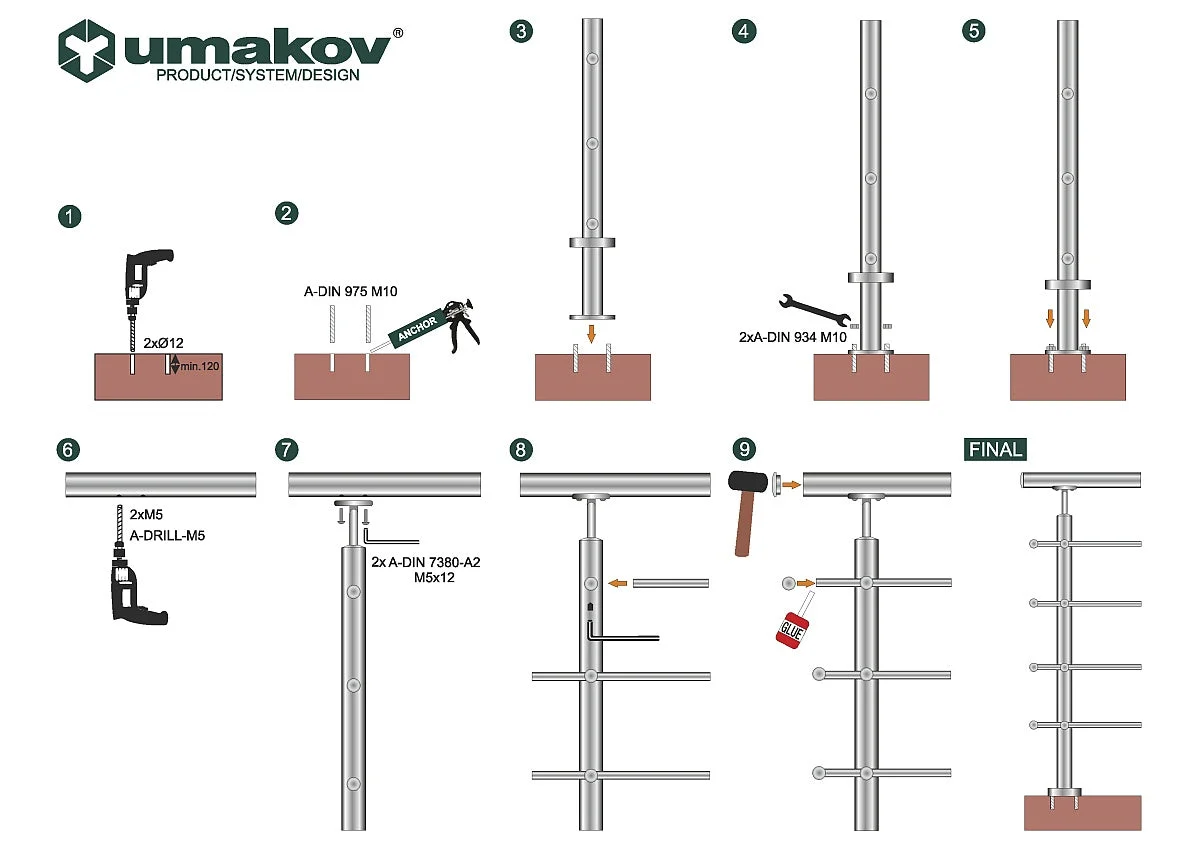 umakov®
PRODUCT/SYSTEM/DESIGN
1
2xØ12
min.120
2
A-DIN 975 M10
ANCHOR
3
4
2xA-DIN 934 M10
5
6
2xM5
A-DRILL-M5
7
2x A-DIN 7380-A2
M5x12
8
9
GLUE
FINAL